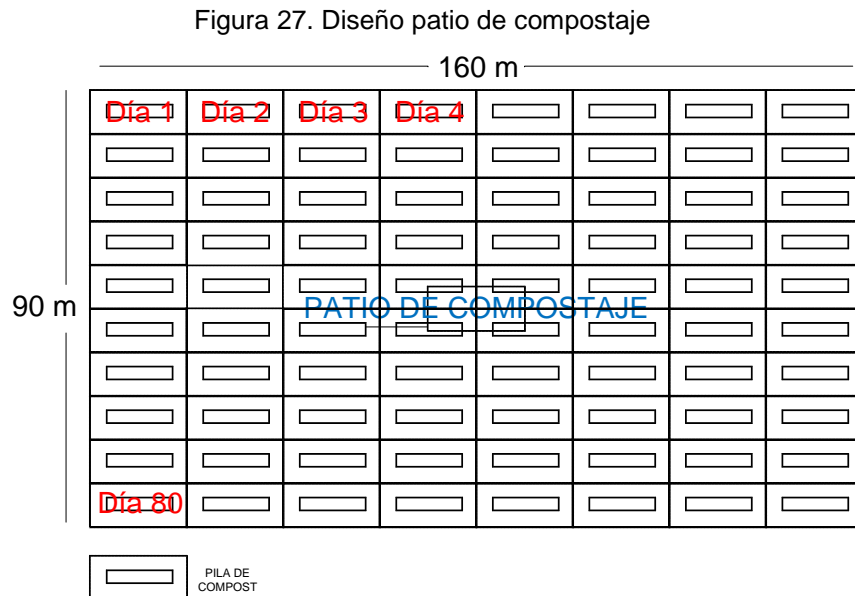 Figura 27. Diseño patio de compostaje
160 m
Día 1 Día 2 Día 3 Día 4
90 m
PATIO DE COMPOSTAJE
Día 80
PILA DE
COMPOST